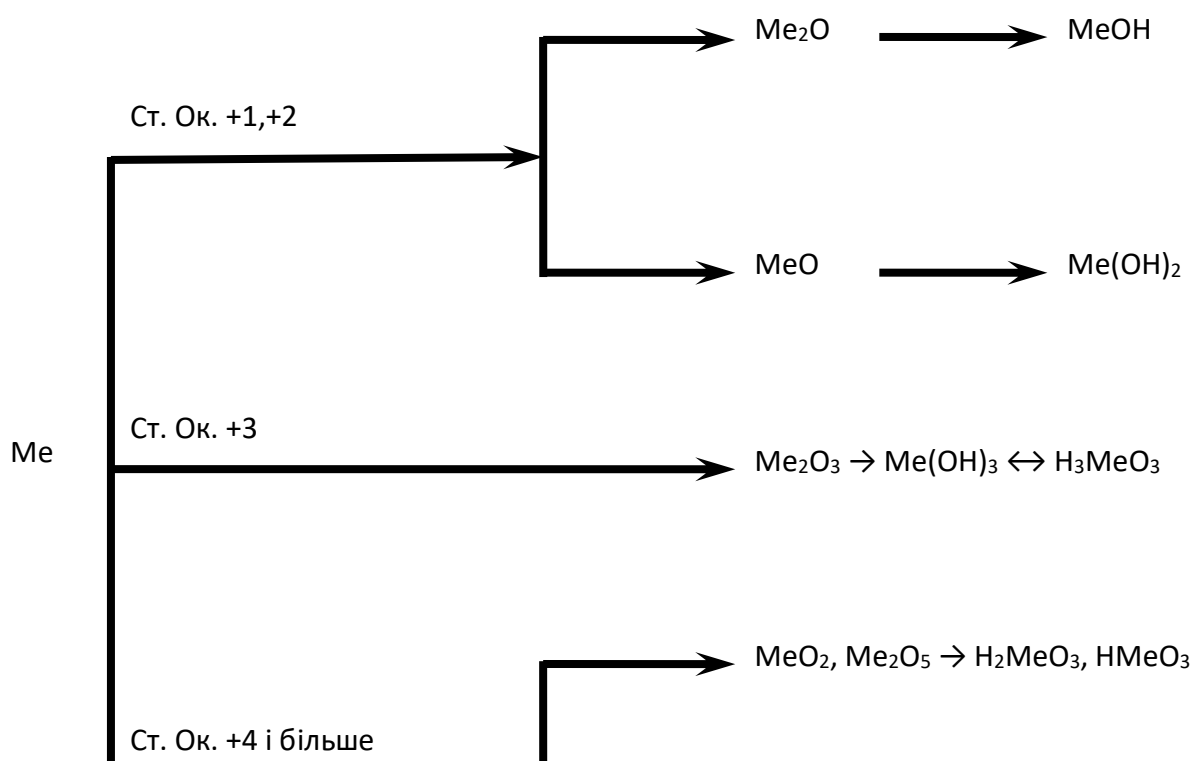 Me₂O MeOH
Ст. Ок. +1,+2
MeO Me(OH)₂
Ст. Ок. +3
Me
Me₂O₃ → Me(OH)₃ ↔ H₃MeO₃
MeO₂, Me₂O₅ → H₂MeO₃, HMeO₃
Ст. Ок. +4 і більше